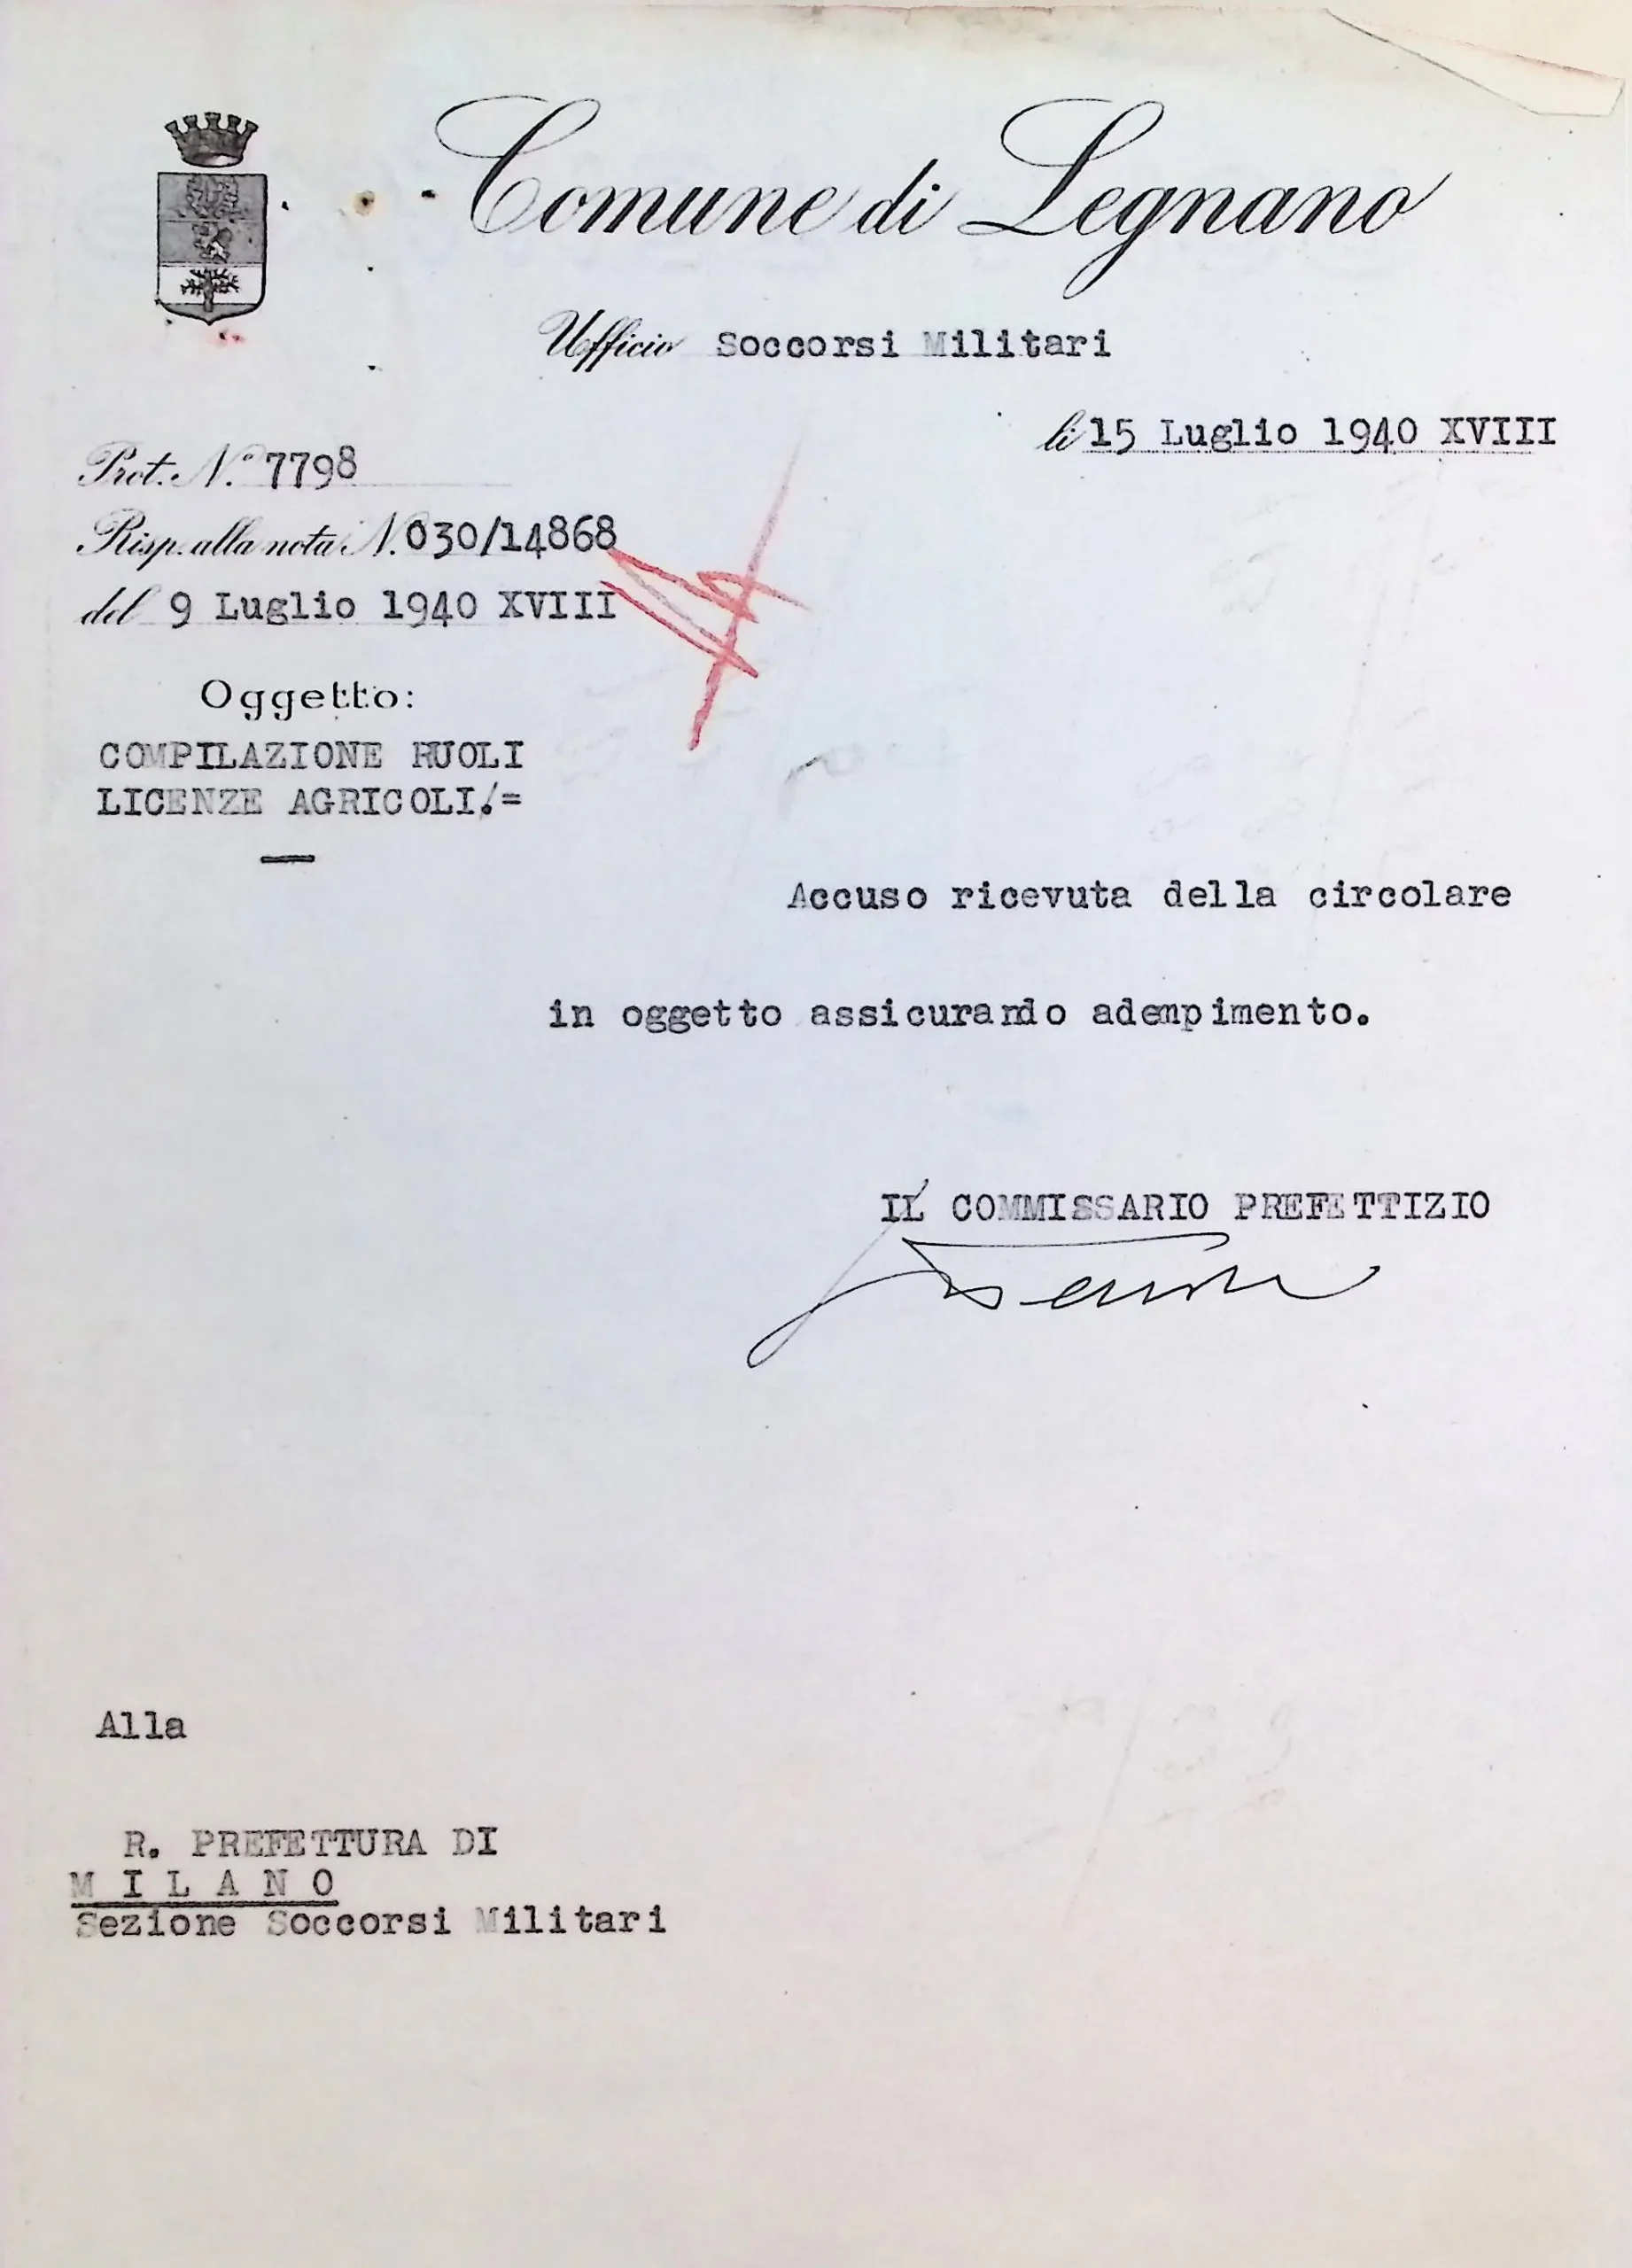 Comune di Legnano
Ufficio Soccorsi Militari
li 15 Luglio 1940 XVIII
Prot. N.° 7798
Risp. alla nota N. 030/14868
del 9 Luglio 1940 XVIII
Oggetto:
COMPILAZIONE RUOLI
LICENZE AGRICOLI./=
Accuso ricevuta della circolare
in oggetto assicurando adempimento.
IL COMMISSARIO PREFETTIZIO
Alla
R. PREFETTURA DI
M I L A N O
Sezione Soccorsi Militari